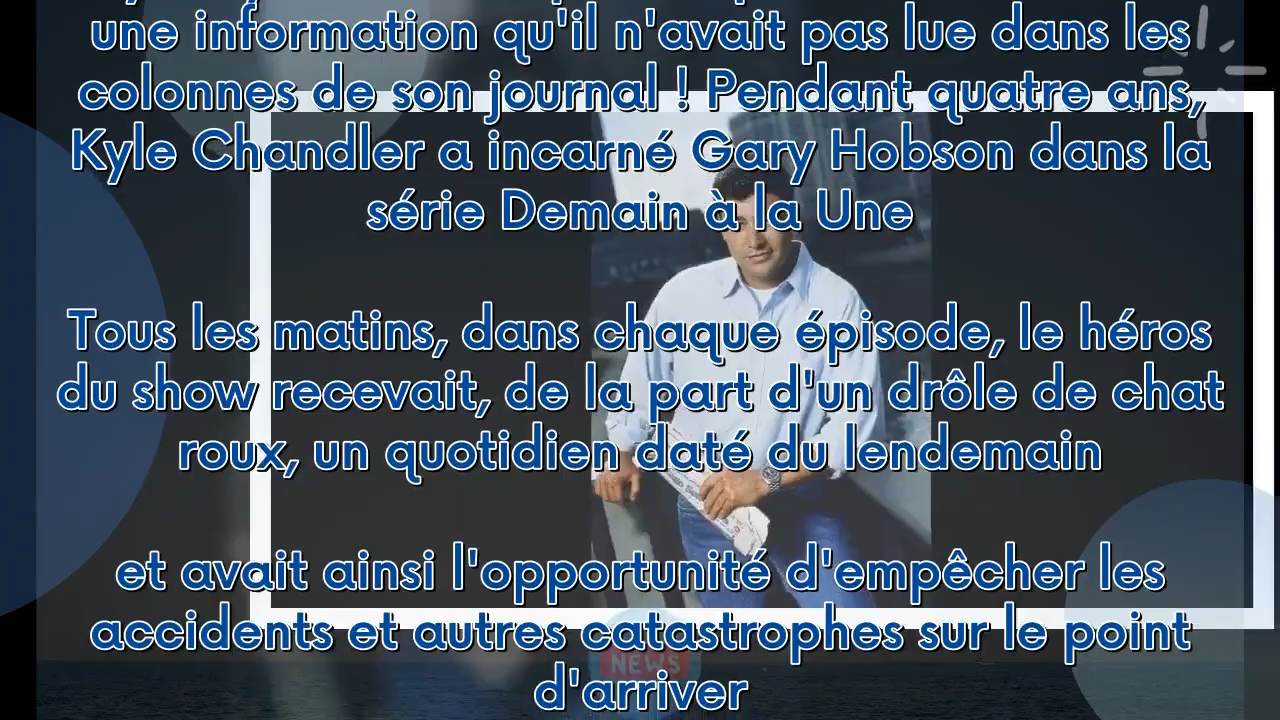 une information qu'il n'avait pas lue dans les
colonnes de son journal ! Pendant quatre ans,
Kyle Chandler a incarné Gary Hobson dans la
série Demain à la Une
Tous les matins, dans chaque épisode, le héros
du show recevait, de la part d'un drôle de chat
roux, un quotidien daté du lendemain
et avait ainsi l'opportunité d'empêcher les
accidents et autres catastrophes sur le point
NEWS
d'arriver